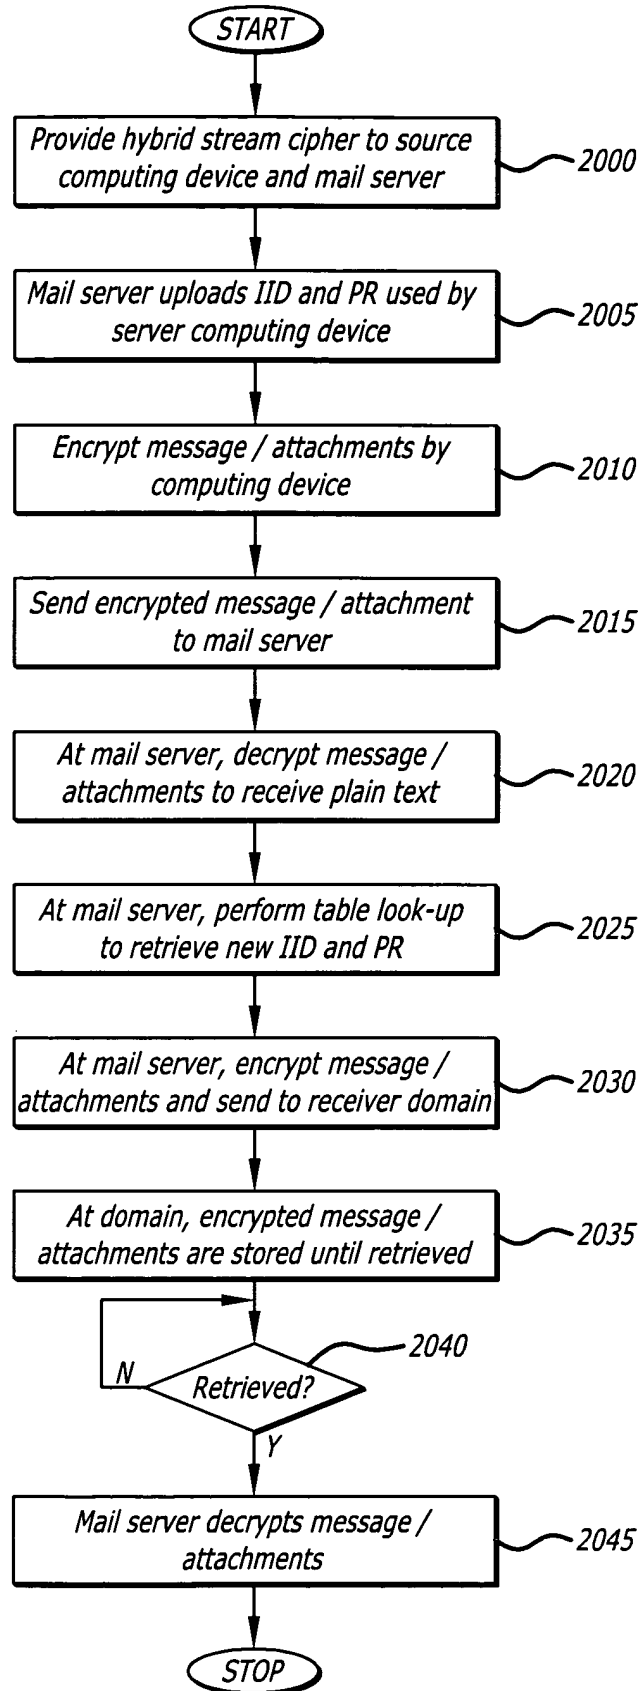 START
Provide hybrid stream cipher to source
computing device and mail server
2000
Mail server uploads IID and PR used by
server computing device
2005
Encrypt message / attachments by
computing device
2010
Send encrypted message / attachment
to mail server
2015
At mail server, decrypt message /
attachments to receive plain text
2020
At mail server, perform table look-up
to retrieve new IID and PR
2025
At mail server, encrypt message /
attachments and send to receiver domain
2030
At domain, encrypted message /
attachments are stored until retrieved
2035
2040
Retrieved?
N
Y
Mail server decrypts message /
attachments
2045
STOP